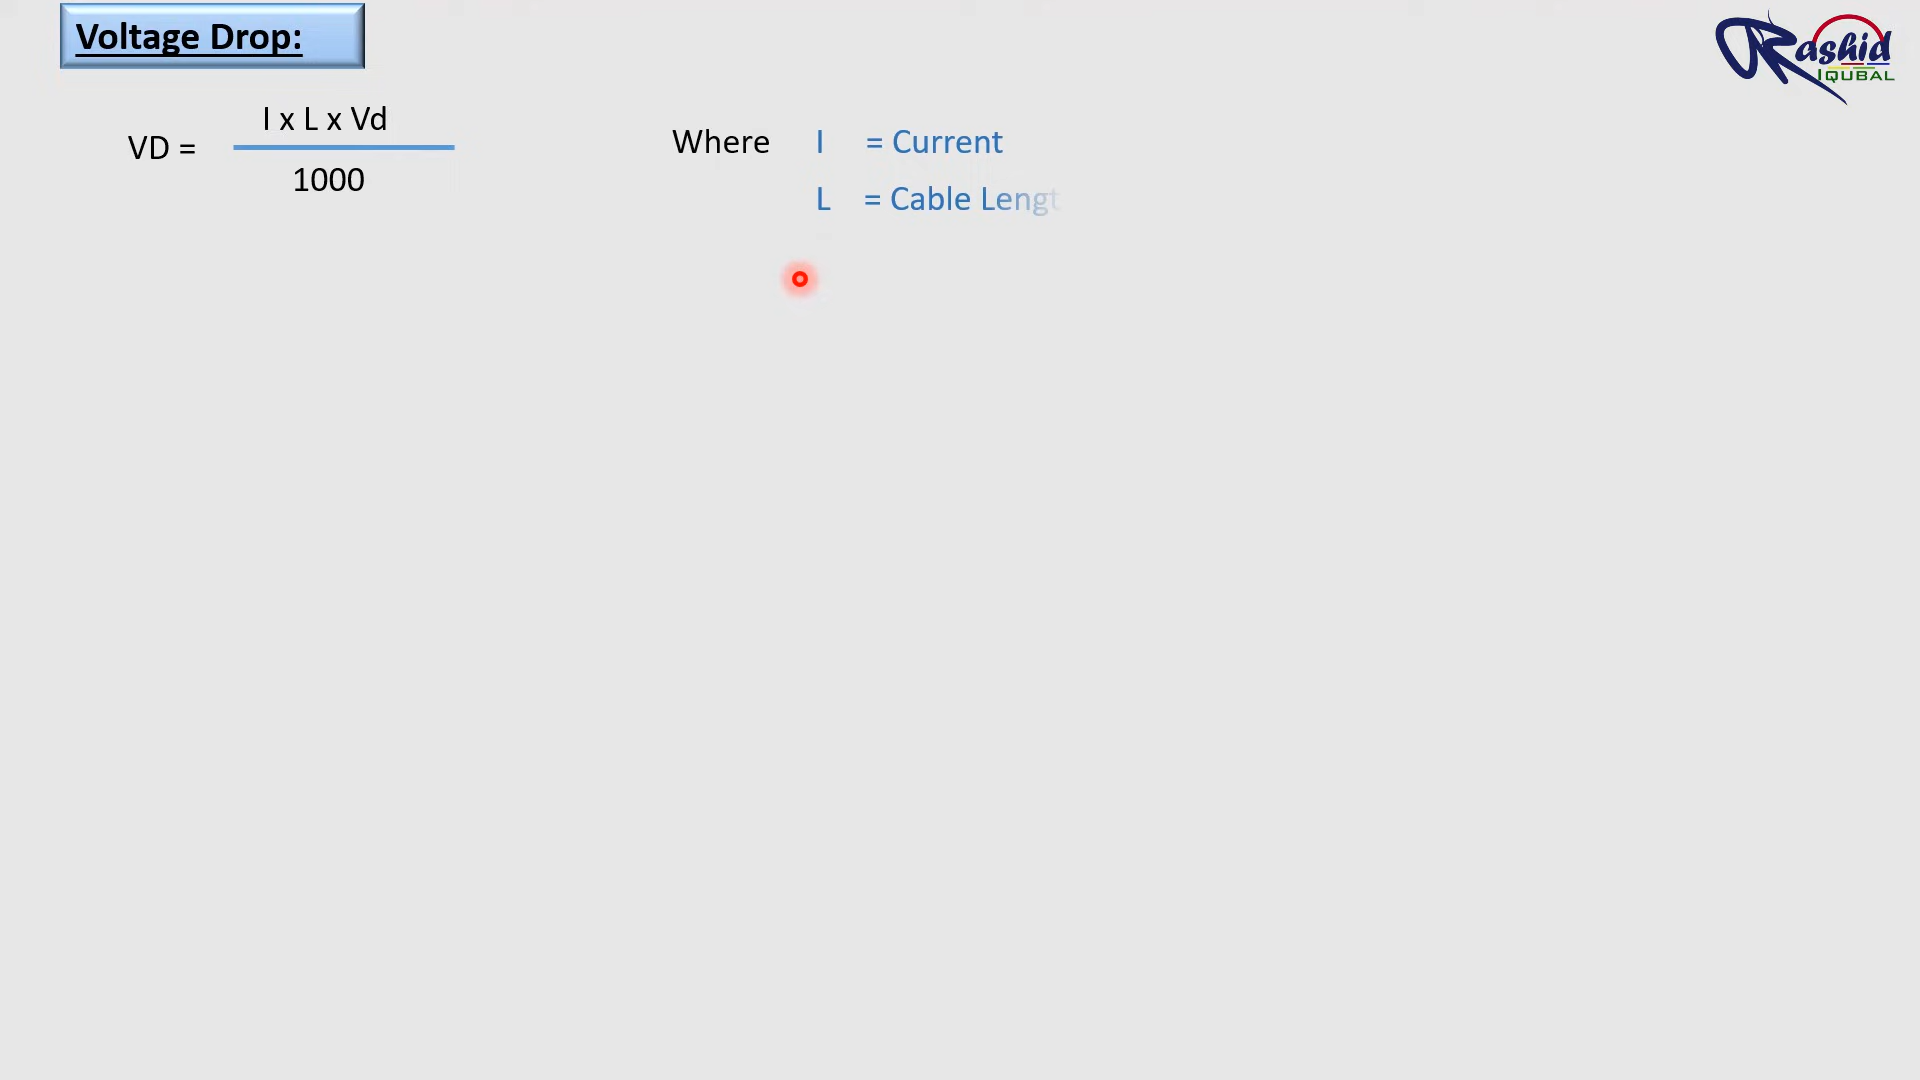 Voltage Drop:
Rashid
IQUBAL
I x L x Vd
VD =
1000
Where I = Current
L = Cable Lengt